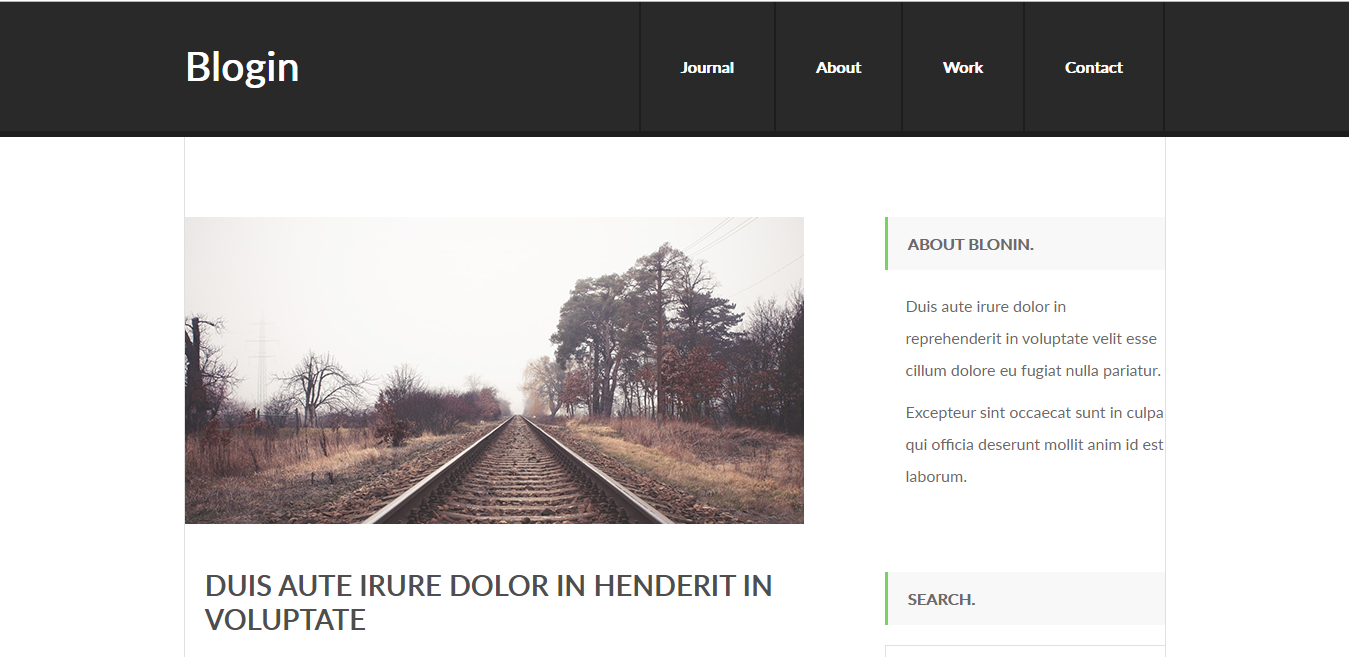 Blogin
Journal
About
Work
Contact
DUIS AUTE IRURE DOLOR IN HENDERIT IN
VOLUPTATE
ABOUT BLONIN.
Duis aute irure dolor in
reprehenderit in voluptate velit esse
cillum dolore eu fugiat nulla pariatur.
Excepteur sint occaecat sunt in culpa
qui officia deserunt mollit anim id est
laborum.
SEARCH.